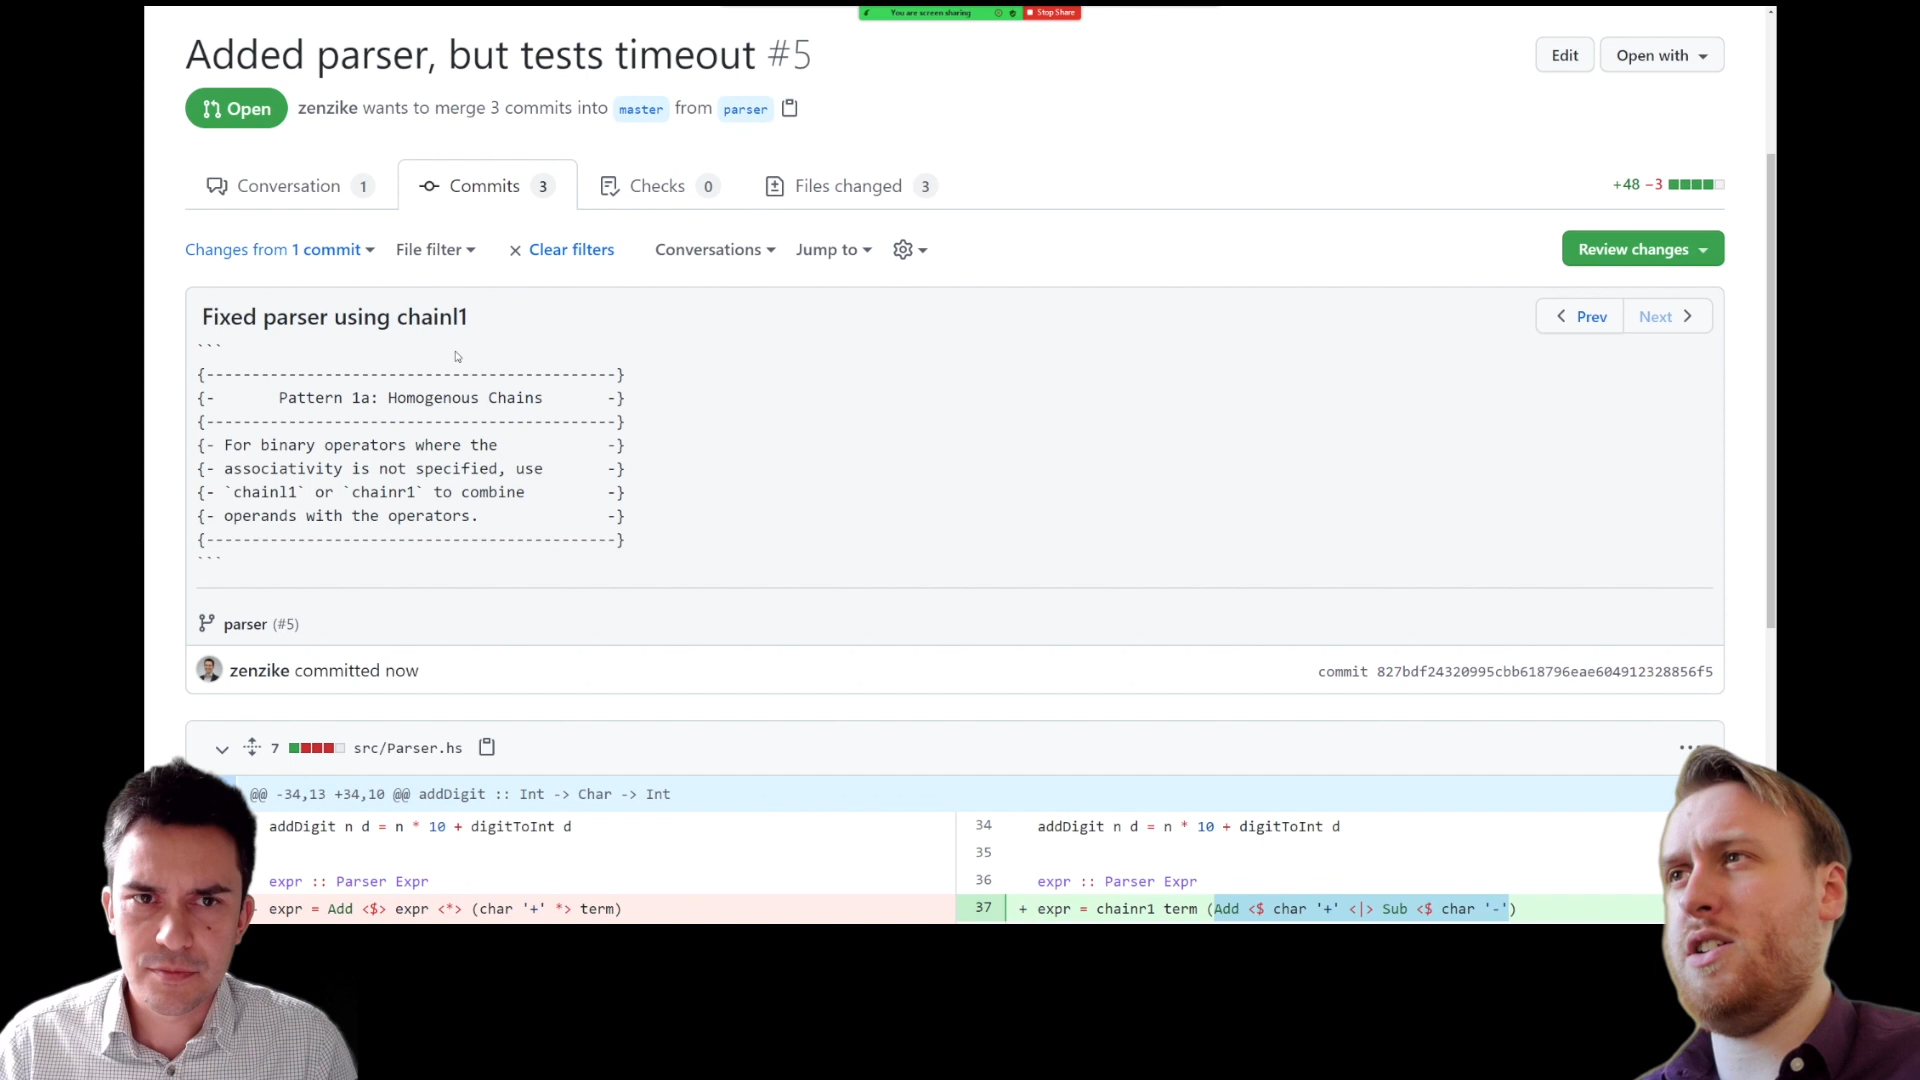 You are screen sharing Stop Share
Added parser, but tests timeout #5
Edit Open with
Open zenzike wants to merge 3 commits into master from parser
Conversation 1 Commits 3 Checks 0 Files changed 3 +48 −3
Changes from 1 commit File filter × Clear filters Conversations Jump to Review changes
Fixed parser using chainl1 Prev Next
```
{---------------------------------------------}
{- Pattern 1a: Homogenous Chains -}
{---------------------------------------------}
{- For binary operators where the -}
{- associativity is not specified, use -}
{- `chainl1` or `chainr1` to combine -}
{- operands with the operators. -}
{---------------------------------------------}
```
parser (#5)
zenzike committed now commit 827bdf24320995cbb618796eae604912328856f5
7 src/Parser.hs
@@ -34,13 +34,10 @@ addDigit :: Int -> Char -> Int
addDigit n d = n * 10 + digitToInt d 34 addDigit n d = n * 10 + digitToInt d
35
expr :: Parser Expr 36 expr :: Parser Expr
- expr = Add <$> expr <*> (char '+' *> term) 37 + expr = chainr1 term (Add <$ char '+' <|> Sub <$ char '-')